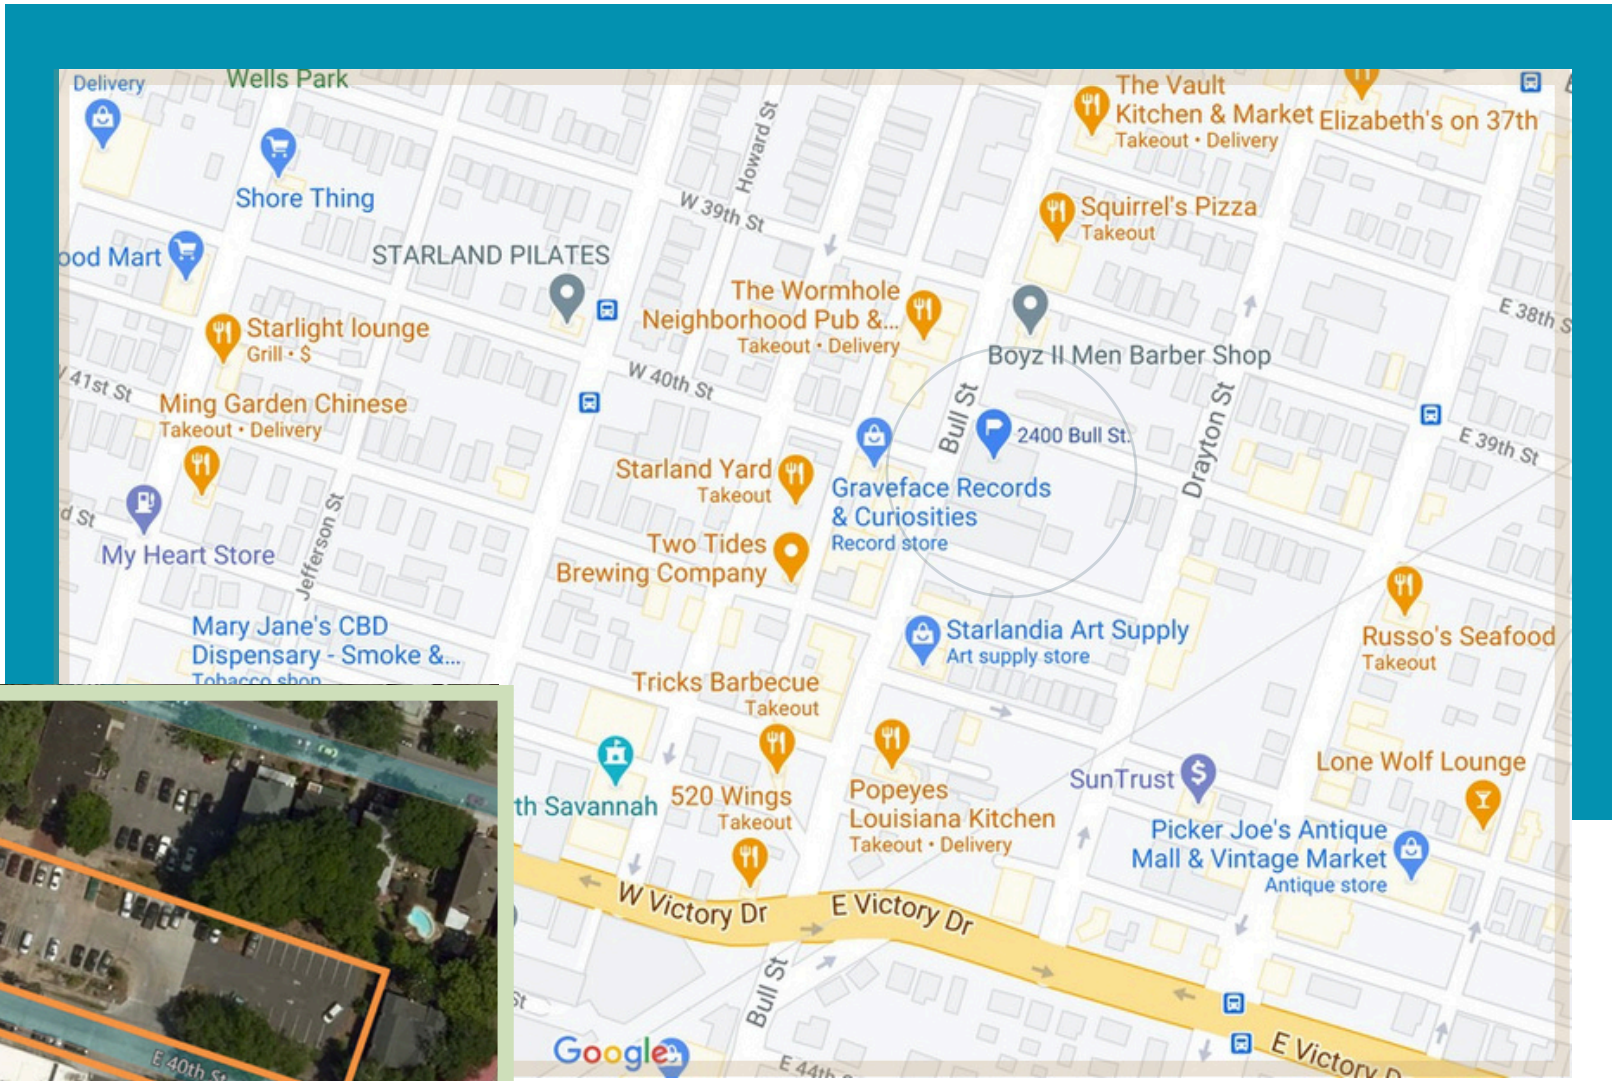 Delivery
Wells Park
Shore Thing
ood Mart
STARLAND PILATES
Howard St
W 39th St
The Vault
Kitchen & Market
Takeout • Delivery
Elizabeth's on 37th
Squirrel's Pizza
Takeout
The Wormhole
Neighborhood Pub &...
Takeout • Delivery
Boyz II Men Barber Shop
E 38th S
Starlight lounge
Grill • $
41st St
Ming Garden Chinese
Takeout • Delivery
W 40th St
Bull St
2400 Bull St.
Drayton St
E 39th St
Starland Yard
Takeout
Graveface Records
& Curiosities
Record store
d St
My Heart Store
Jefferson St
Two Tides
Brewing Company
Mary Jane's CBD
Dispensary - Smoke &...
Tobacco shop
Starlandia Art Supply
Art supply store
Russo's Seafood
Takeout
Tricks Barbecue
Takeout
th Savannah
520 Wings
Takeout
Popeyes
Louisiana Kitchen
Takeout • Delivery
SunTrust
Lone Wolf Lounge
Picker Joe's Antique
Mall & Vintage Market
Antique store
W Victory Dr
E Victory Dr
Bull St
St
Google
E 44th
E Victory D
E 40th St